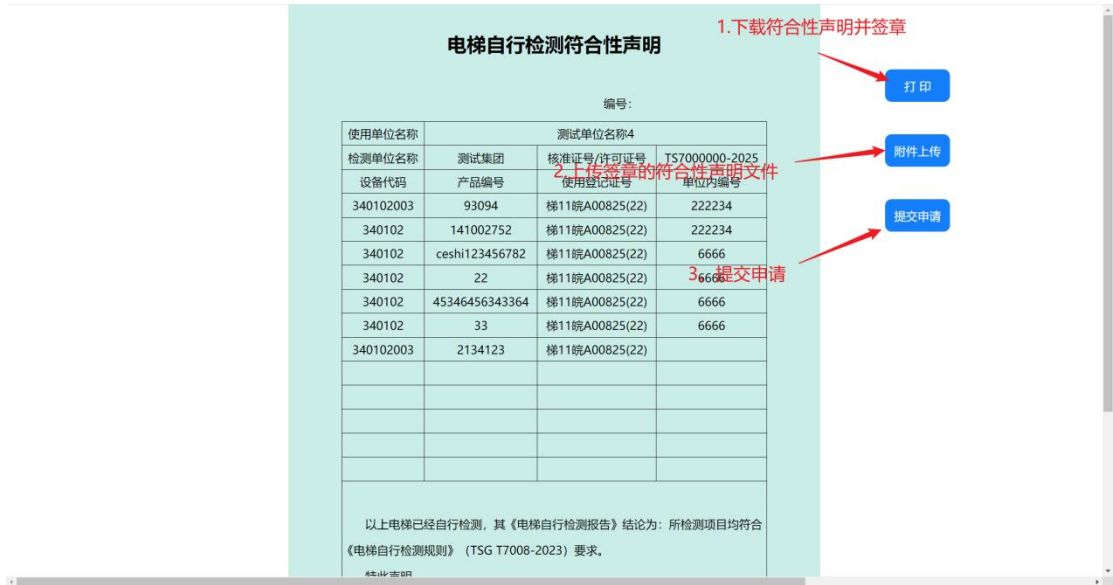 1.下载符合性声明并签章
电梯自行检测符合性声明
打 印
编号:
使用单位名称 测试单位名称4
附件上传
检测单位名称 测试集团 核准证号/许可证号 TS7000000-2025
2.上传签章的符合性声明文件
设备代码 产品编号 使用登记证号 单位内编号
340102003 93094 梯11皖A00825(22) 222234
提交申请
340102 141002752 梯11皖A00825(22) 222234
340102 ceshi123456782 梯11皖A00825(22) 6666
3、提交申请
340102 22 梯11皖A00825(22) 6666
340102 45346456343364 梯11皖A00825(22) 6666
340102 33 梯11皖A00825(22) 6666
340102003 2134123 梯11皖A00825(22)
以上电梯已经自行检测，其《电梯自行检测报告》结论为：所检测项目均符合
《电梯自行检测规则》（TSG T7008-2023）要求。
特此声明